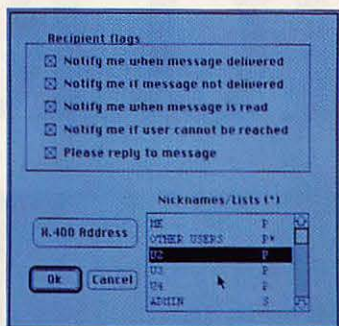 Recipient flags
Notify me when message delivered
Notify me if message not delivered
Notify me when message is read
Notify me if user cannot be reached
Please reply to message
Nicknames/Lists (*)
X.400 Address
ME P
OTHER USERS P*
U2 P
U3 P
U4 P
ADMIN S
Ok Cancel